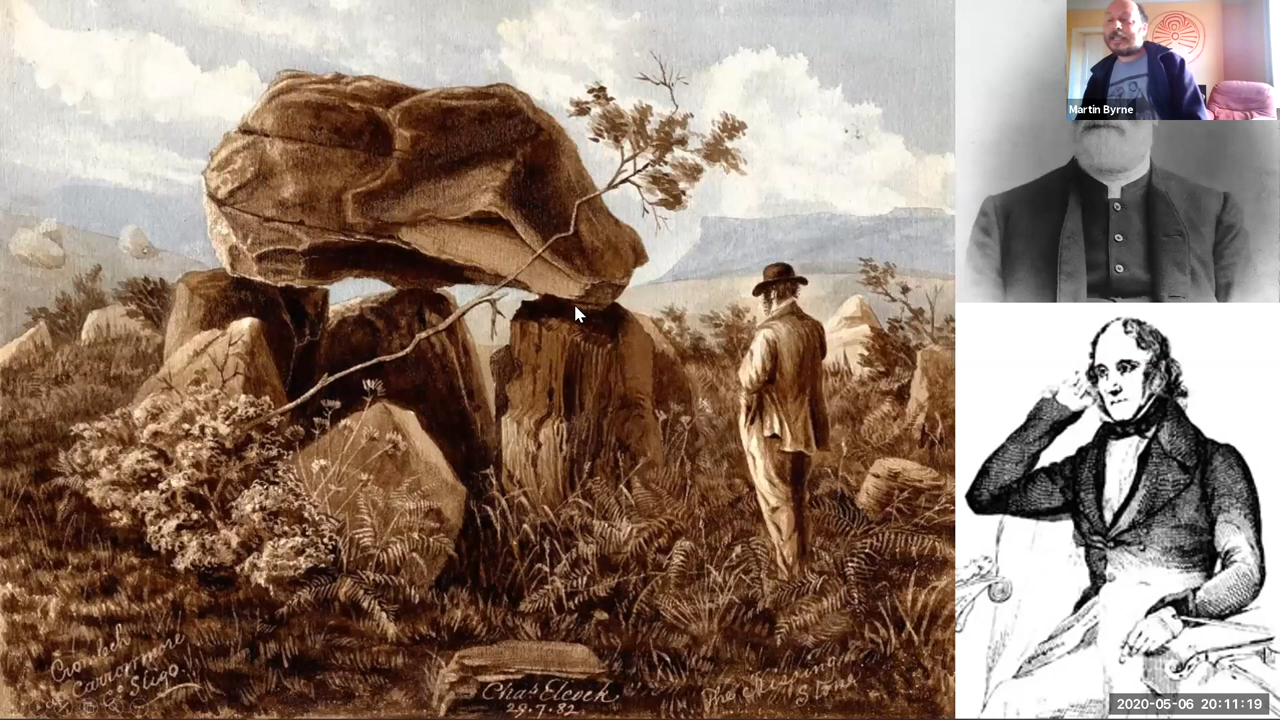 Martin Byrne
Cromlech
Carrowmore
Co Sligo.
Chas Elcock
29.7.82
The Kissing
Stone
2020-05-06 20:11:19